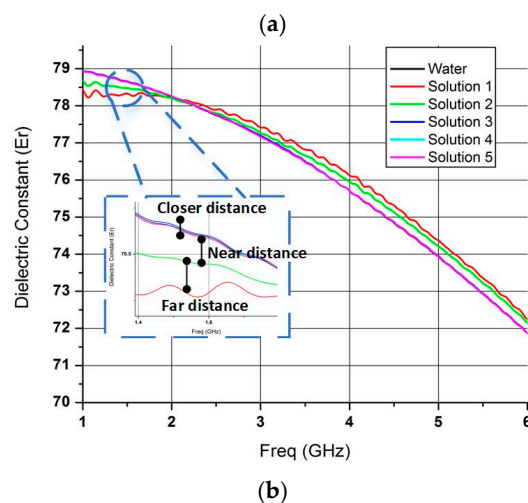 (a)
79
78
77
76
75
74
73
72
71
70
Dielectric Constant (Er)
Water
Solution 1
Solution 2
Solution 3
Solution 4
Solution 5
Closer distance
Near distance
Far distance
Dielectric Constant (Er)
78.5
1.4
1.6
Freq (GHz)
1 2 3 4 5 6
Freq (GHz)
(b)